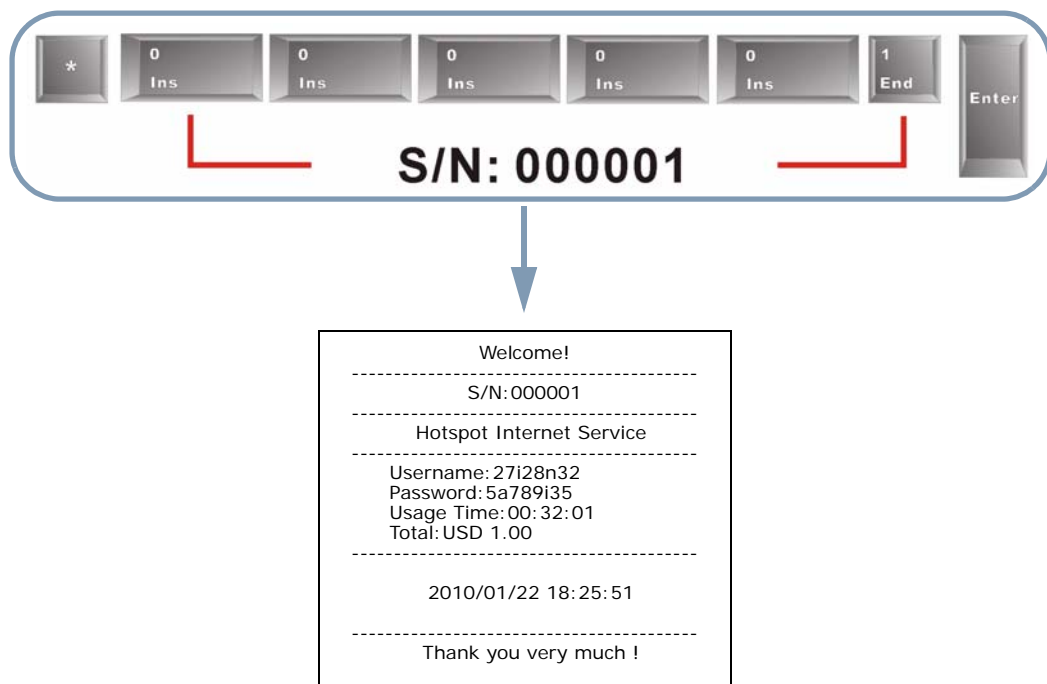 * 0 0 0 0 0 1
Ins Ins Ins Ins Ins End Enter
S/N: 000001
Welcome!
----------------------------------------
S/N:000001
----------------------------------------
Hotspot Internet Service
----------------------------------------
Username:27i28n32
Password:5a789i35
Usage Time:00:32:01
Total:USD 1.00
----------------------------------------
2010/01/22 18:25:51
----------------------------------------
Thank you very much !